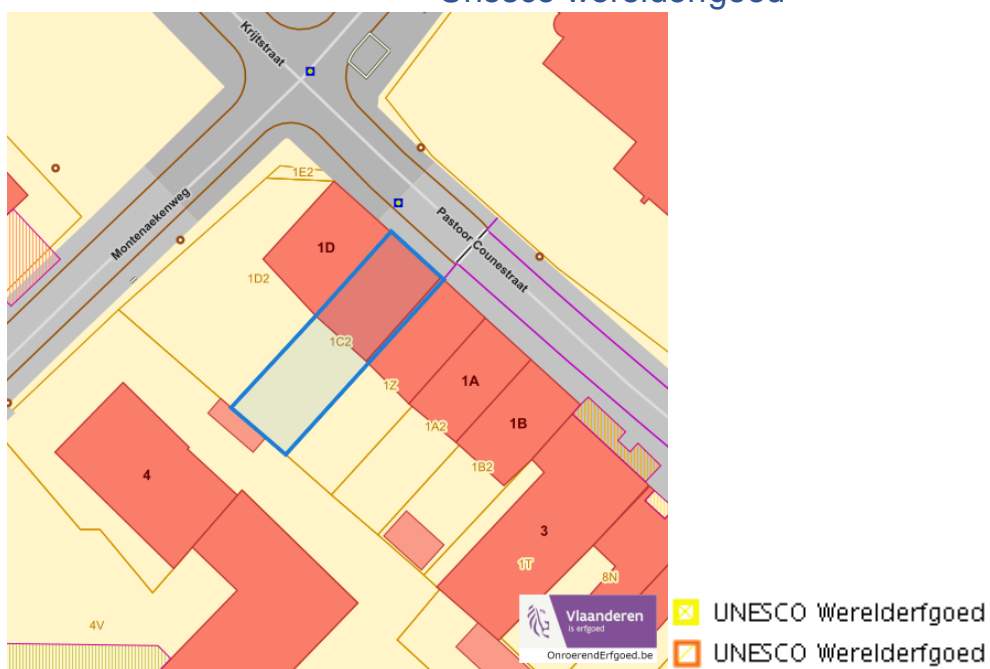 Unesco werelderfgoed
Krijtstraat
1E2
Montenaekenweg
Pastoor Counestraat
1D
1D2
1C2
1Z
1A
1A2
1B
1B2
4
3
1T
8N
4V
Vlaanderen
is erfgoed
OnroerendErfgoed.be
UNESCO Werelderfgoed
UNESCO Werelderfgoed